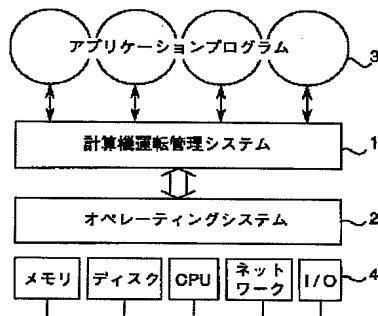 アプリケーションプログラム
3
計算機運転管理システム
1
オペレーティングシステム
2
メモリ ディスク CPU ネットワーク I/O
4